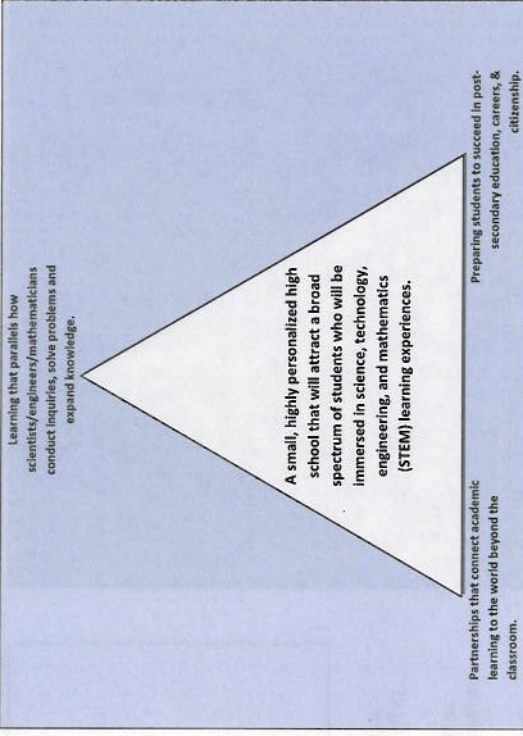 Learning that parallels how
scientists/engineers/mathematicians
conduct inquiries, solve problems and
expand knowledge.
A small, highly personalized high
school that will attract a broad
spectrum of students who will be
immersed in science, technology,
engineering, and mathematics
(STEM) learning experiences.
Partnerships that connect academic
learning to the world beyond the
classroom.
Preparing students to succeed in post-
secondary education, careers, &
citizenship.